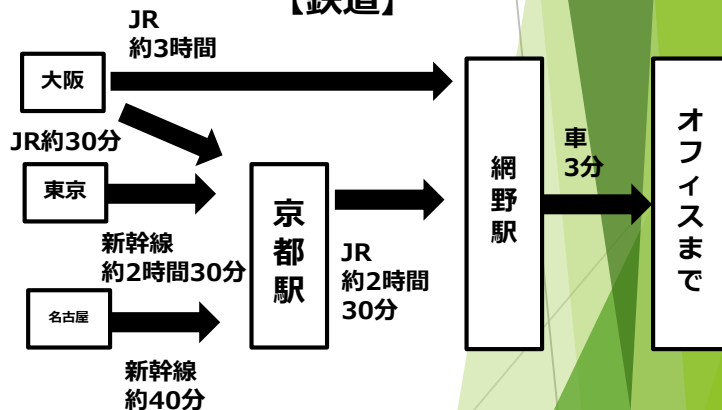 【鉄道】
JR
約3時間
大阪
JR約30分
東京
新幹線
約2時間30分
名古屋
新幹線
約40分
京都駅
JR
約2時間
30分
網野駅
車
3分
オフィスまで